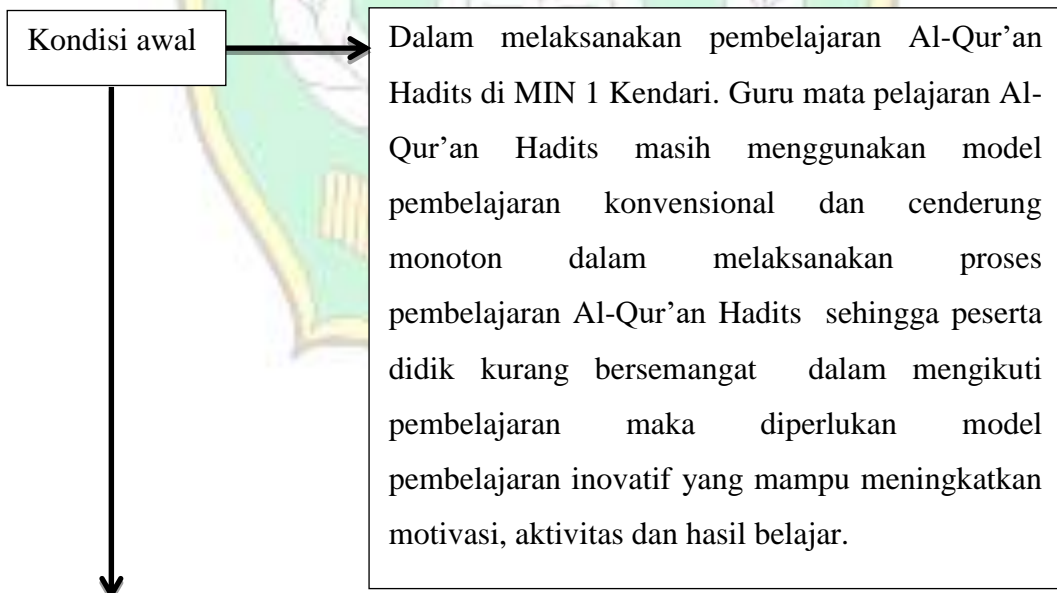 Kondisi awal
Dalam melaksanakan pembelajaran Al-Qur’an
Hadits di MIN 1 Kendari. Guru mata pelajaran Al-
Qur’an Hadits masih menggunakan model
pembelajaran konvensional dan cenderung
monoton dalam melaksanakan proses
pembelajaran Al-Qur’an Hadits sehingga peserta
didik kurang bersemangat dalam mengikuti
pembelajaran maka diperlukan model
pembelajaran inovatif yang mampu meningkatkan
motivasi, aktivitas dan hasil belajar.